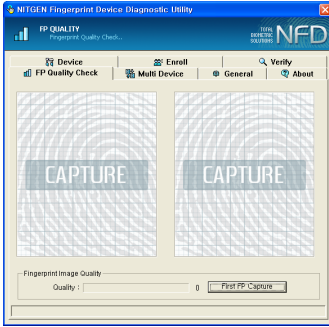 NITGEN Fingerprint Device Diagnostic Utility
FP QUALITY
Fingerprint Quality Check..
TOTAL
BIOMETRIC
SOLUTIONS
NFD
Device
Enroll
Verify
FP Quality Check
Multi Device
General
About
CAPTURE
CAPTURE
Fingerprint Image Quality
Quality :
0
First FP Capture